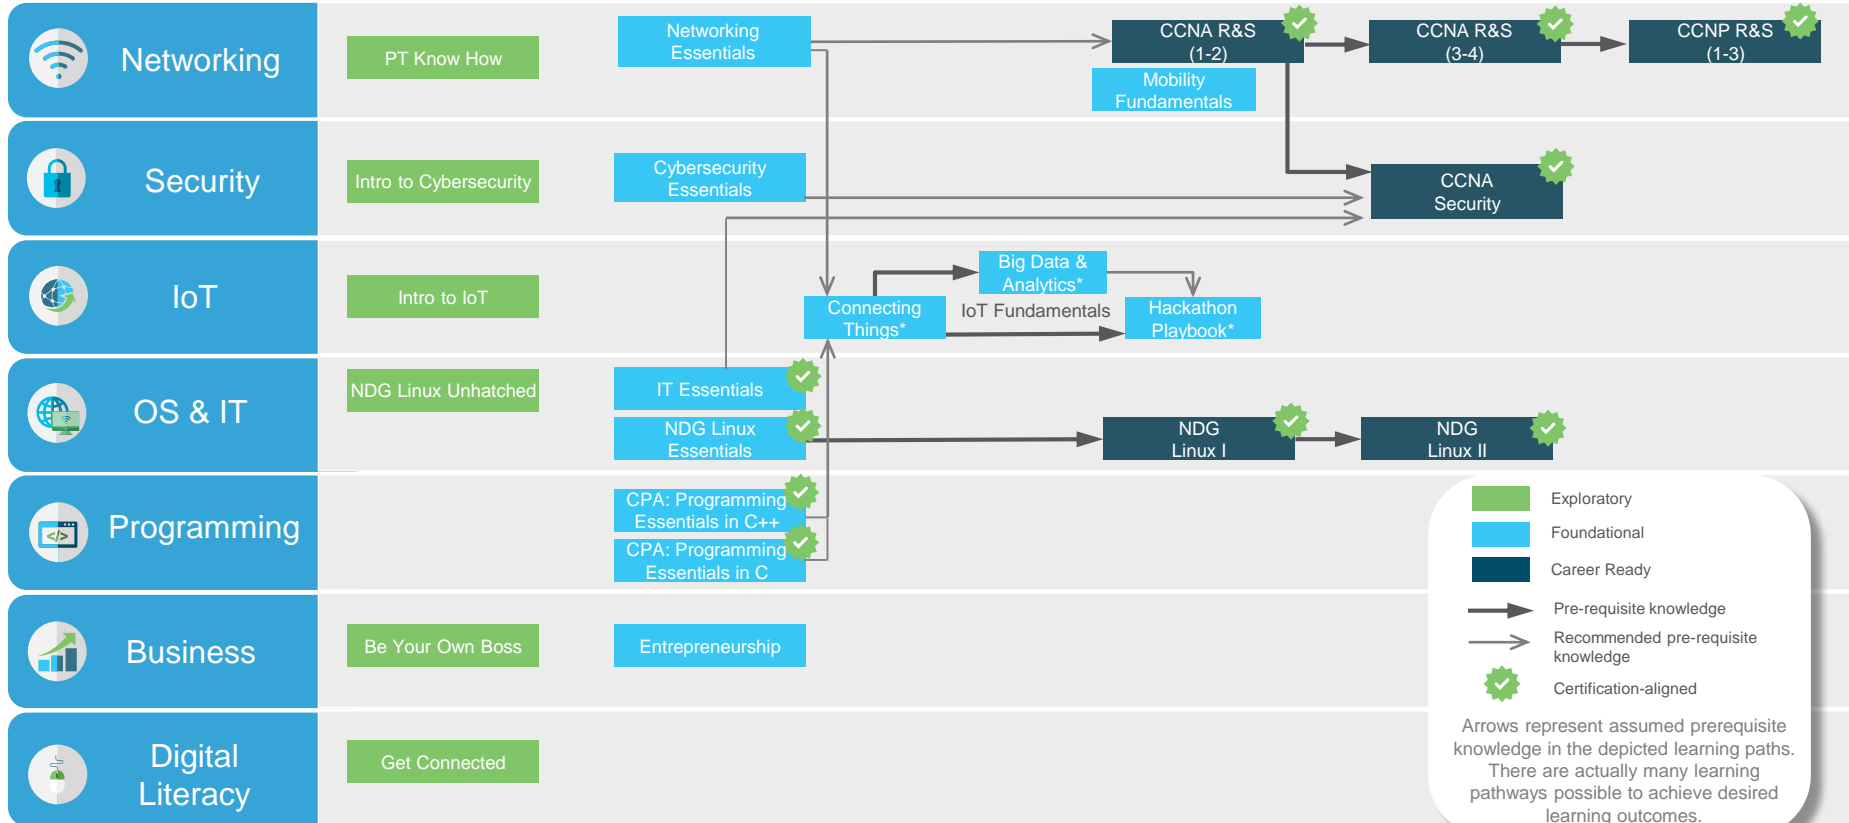 Networking
PT Know How
Networking
Essentials
CCNA R&S
(1-2)
CCNA R&S
(3-4)
CCNP R&S
(1-3)
Mobility
Fundamentals
Security
Intro to Cybersecurity
Cybersecurity
Essentials
CCNA
Security
IoT
Intro to IoT
Connecting
Things*
Big Data &
Analytics*
IoT Fundamentals
Hackathon
Playbook*
OS & IT
NDG Linux Unhatched
IT Essentials
NDG Linux
Essentials
NDG
Linux I
NDG
Linux II
Programming
CPA: Programming
Essentials in C++
CPA: Programming
Essentials in C
Business
Be Your Own Boss
Entrepreneurship
Digital
Literacy
Get Connected
Exploratory
Foundational
Career Ready
Pre-requisite knowledge
Recommended pre-requisite
knowledge
Certification-aligned
Arrows represent assumed prerequisite
knowledge in the depicted learning paths.
There are actually many learning
pathways possible to achieve desired
learning outcomes.